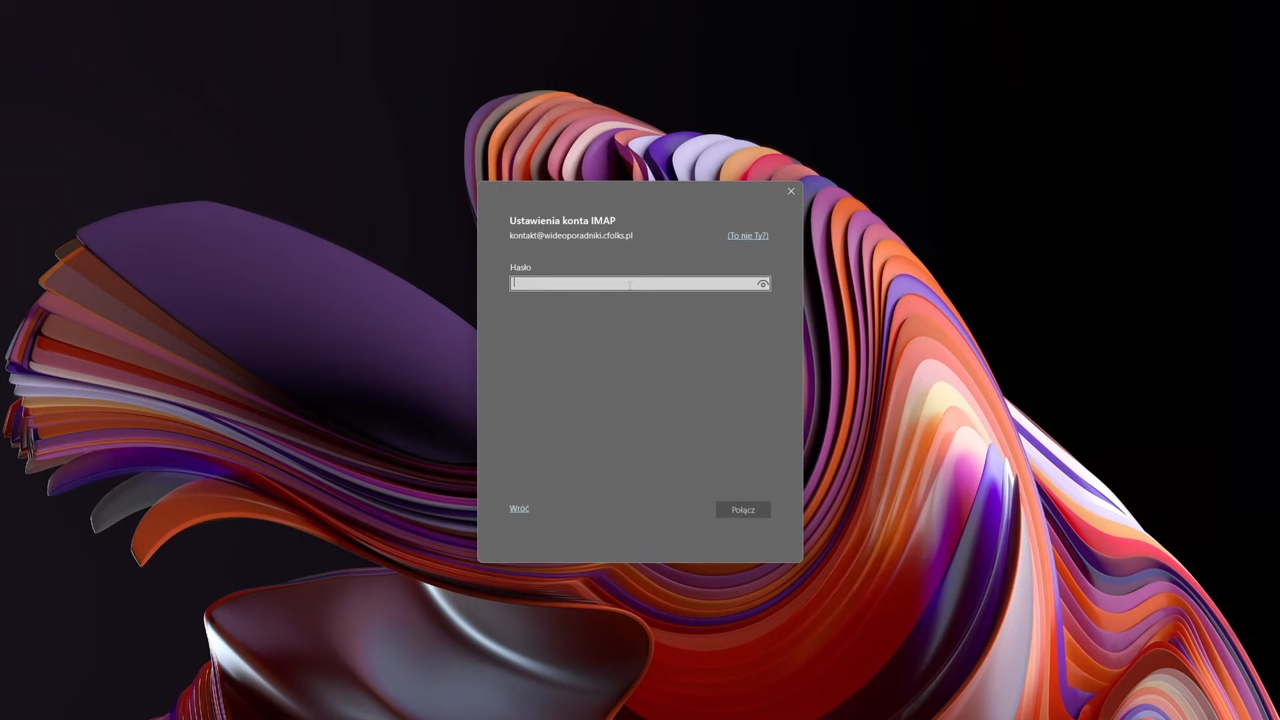 Ustawienia konta IMAP
kontakt@wideoporadniki.cfolks.pl
(To nie Ty?)
Hasło
Wróć
Połącz